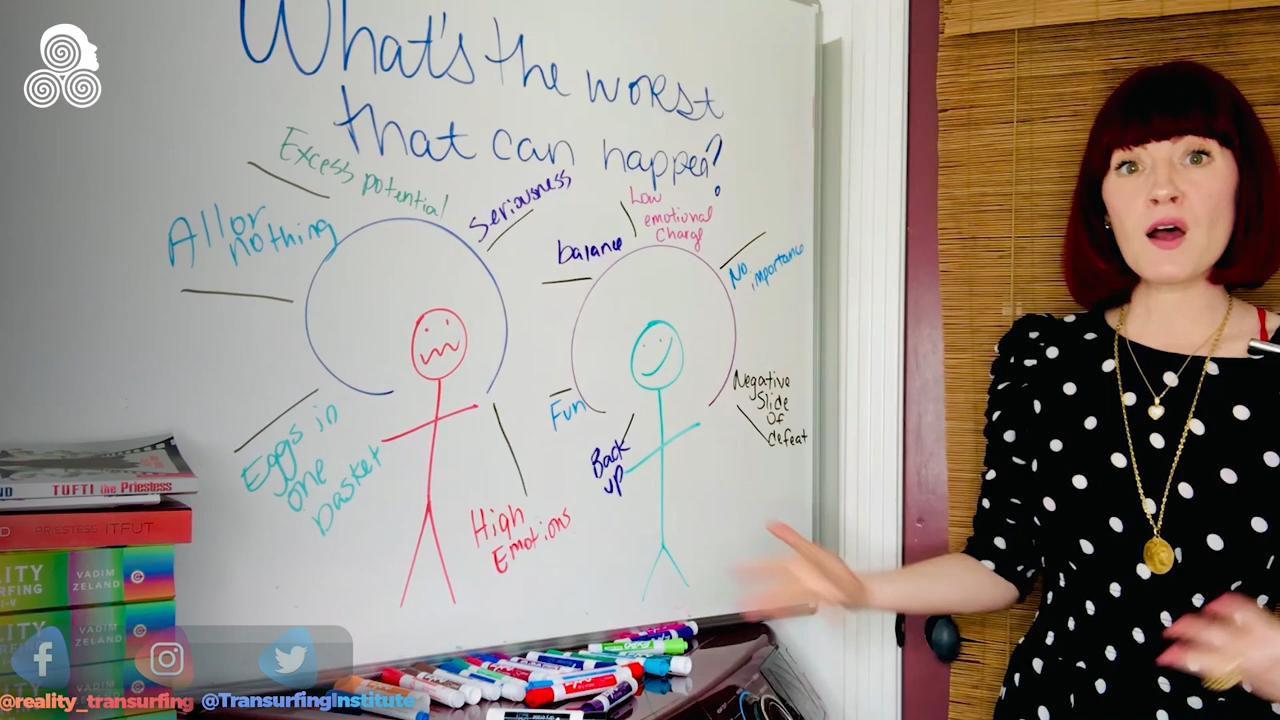 What's the worst
that can happen?
Excess potential
Seriousness
All or
nothing
Eggs in
one
basket
High
Emotions
Low
emotional
Charge
balance
No
importance
Fun
Back
up
Negative
Slide
of
defeat
TUFTI the Priestess
PRIESTESS ITFUT
VADIM
ZELAND
VADIM
ZELAND
@reality_transurfing @TransurfingInstitute